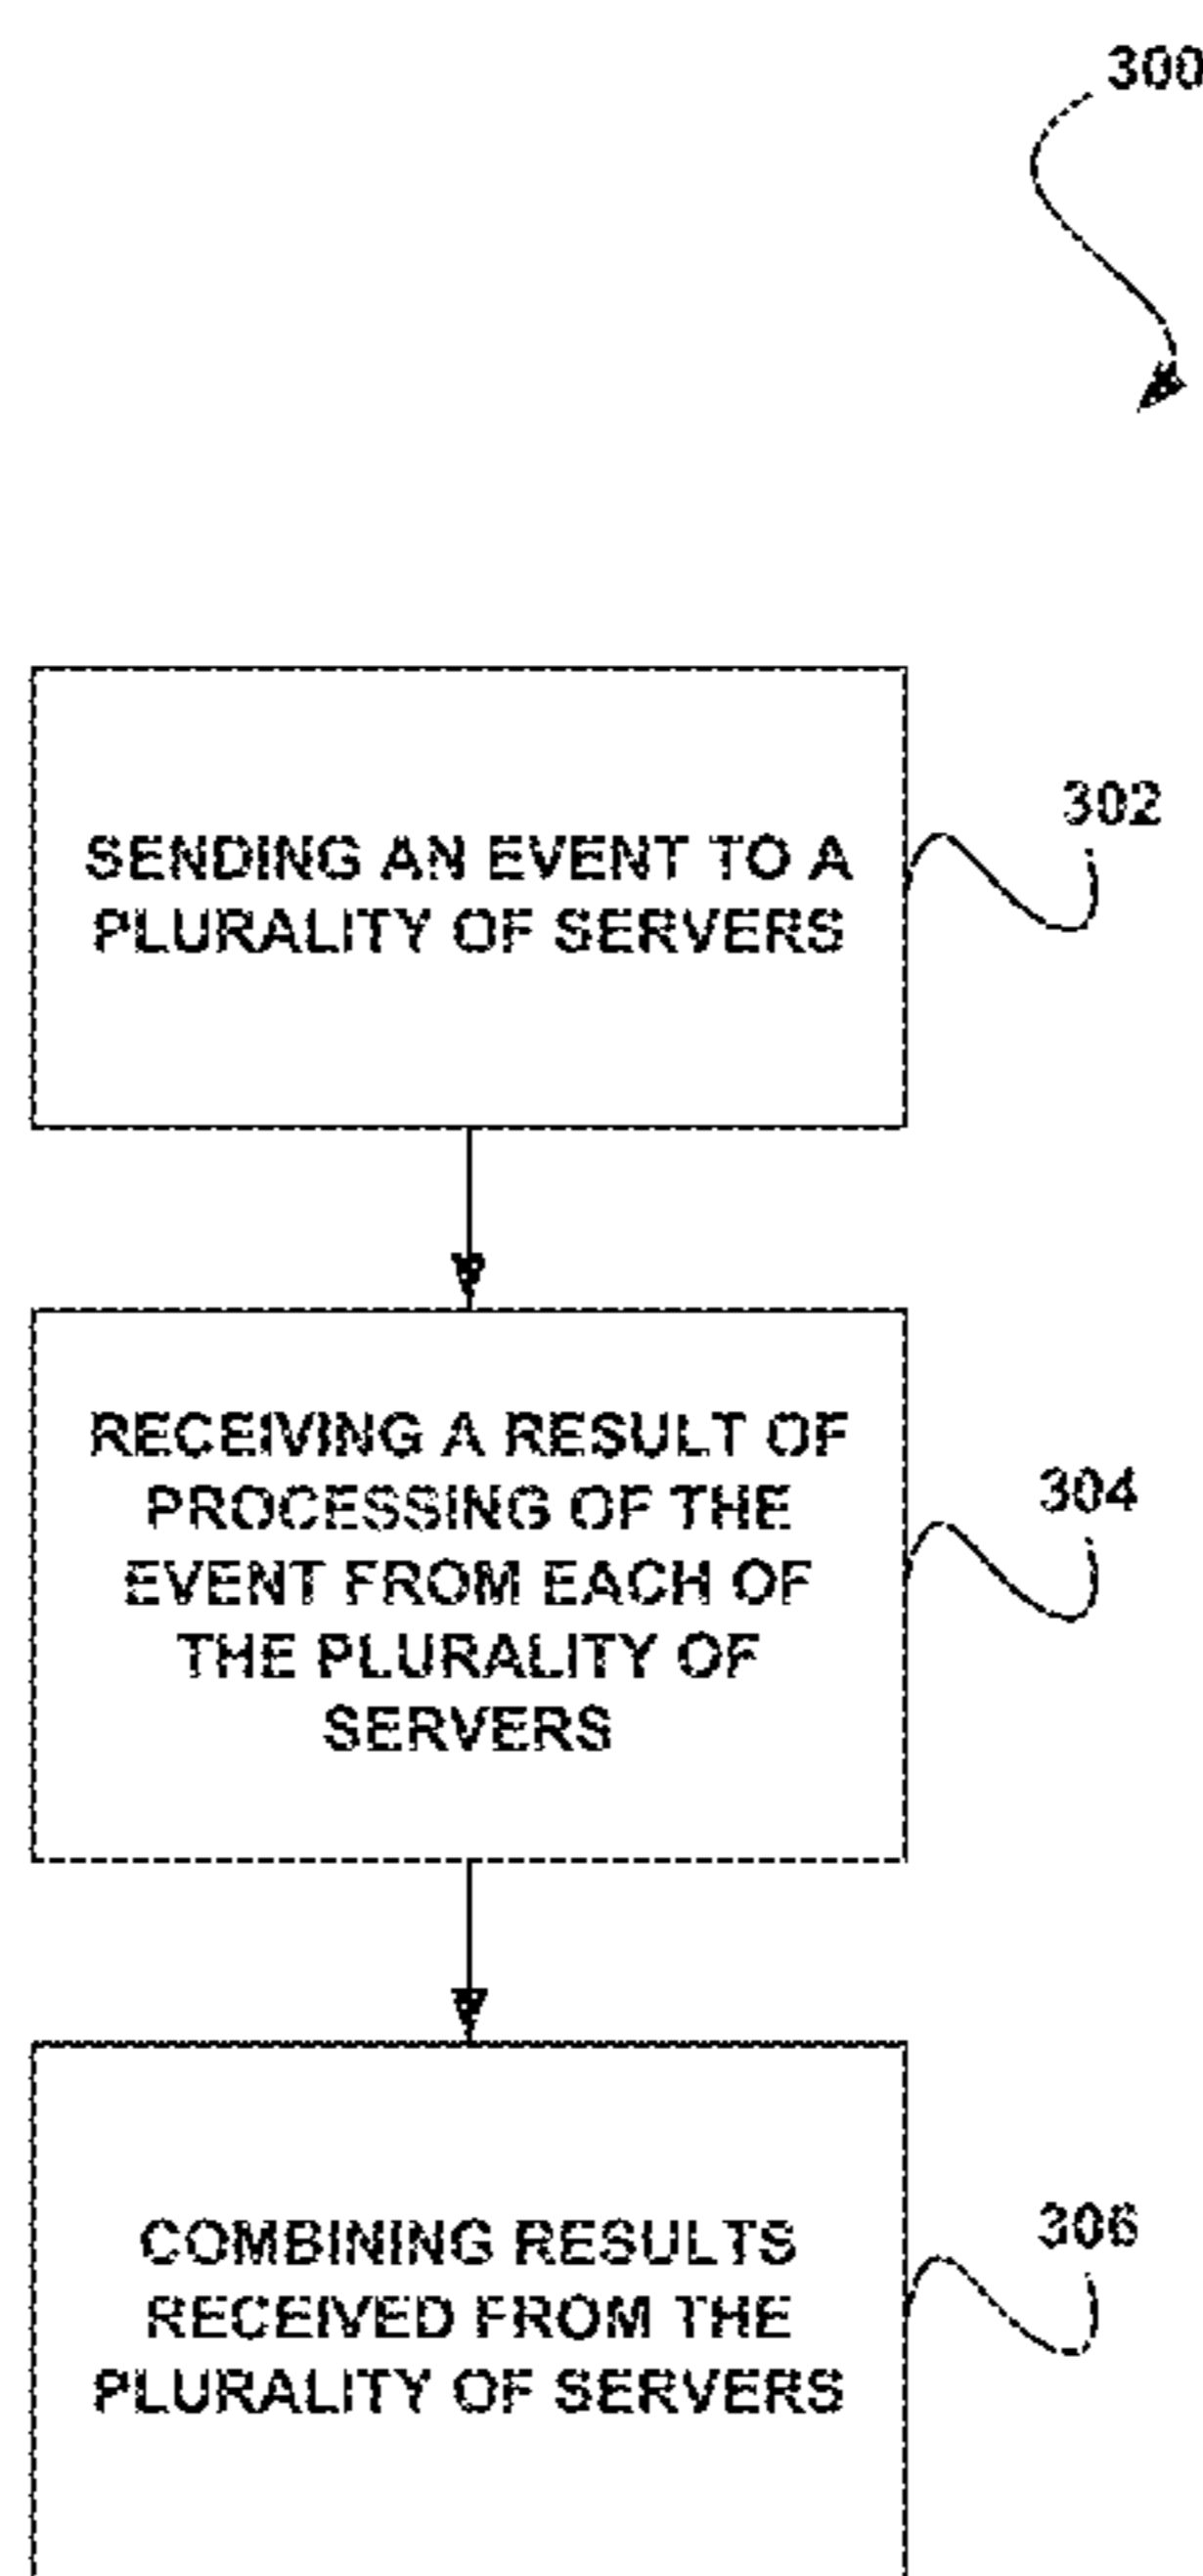 300
302
SENDING AN EVENT TO A
PLURALITY OF SERVERS
304
RECEIVING A RESULT OF
PROCESSING OF THE
EVENT FROM EACH OF
THE PLURALITY OF
SERVERS
306
COMBINING RESULTS
RECEIVED FROM THE
PLURALITY OF SERVERS